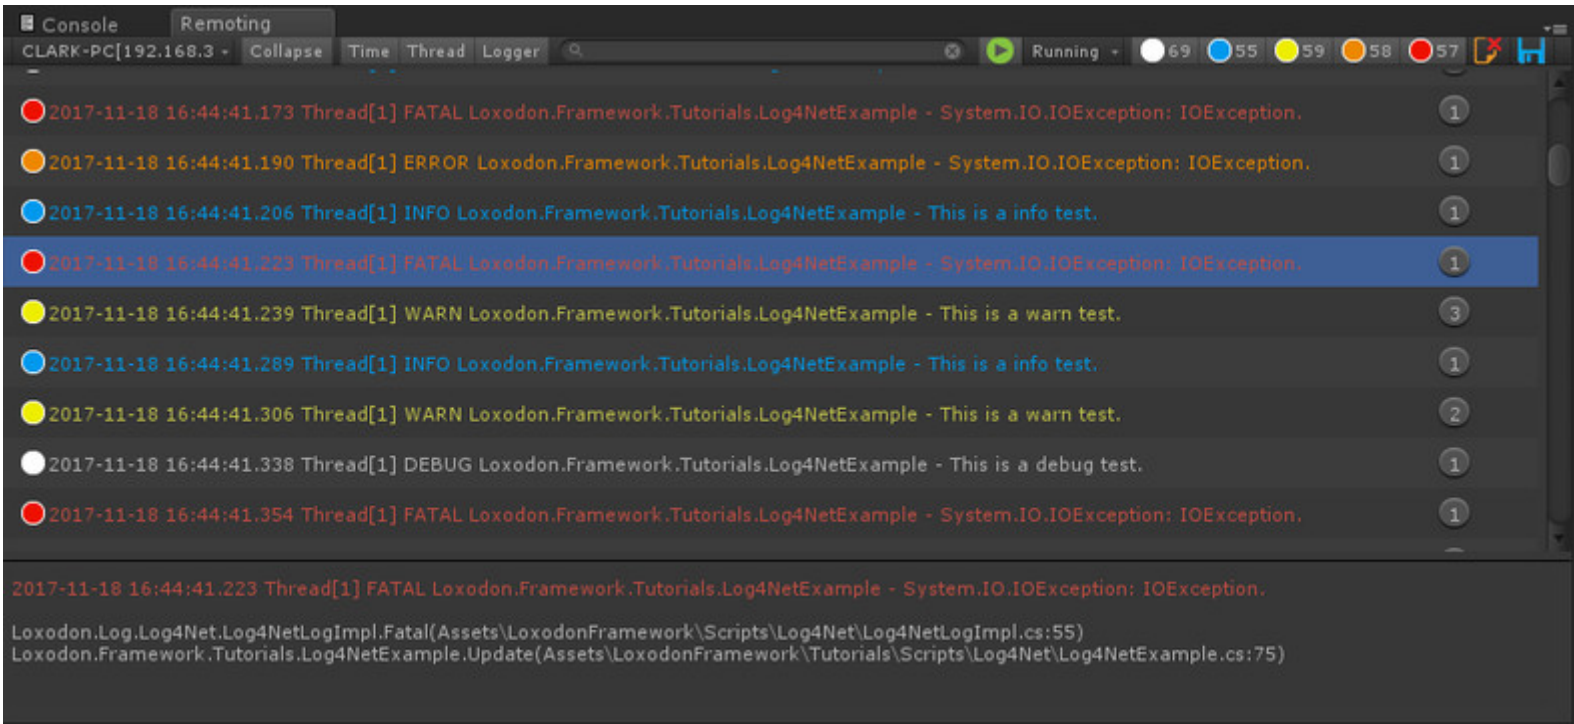 Console Remoting
CLARK-PC[192.168.3 Collapse Time Thread Logger Running 69 55 59 58 57
2017-11-18 16:44:41.173 Thread[1] FATAL Loxodon.Framework.Tutorials.Log4NetExample - System.IO.IOException: IOException. 1
2017-11-18 16:44:41.190 Thread[1] ERROR Loxodon.Framework.Tutorials.Log4NetExample - System.IO.IOException: IOException. 1
2017-11-18 16:44:41.206 Thread[1] INFO Loxodon.Framework.Tutorials.Log4NetExample - This is a info test. 1
2017-11-18 16:44:41.223 Thread[1] FATAL Loxodon.Framework.Tutorials.Log4NetExample - System.IO.IOException: IOException. 1
2017-11-18 16:44:41.239 Thread[1] WARN Loxodon.Framework.Tutorials.Log4NetExample - This is a warn test. 3
2017-11-18 16:44:41.289 Thread[1] INFO Loxodon.Framework.Tutorials.Log4NetExample - This is a info test. 1
2017-11-18 16:44:41.306 Thread[1] WARN Loxodon.Framework.Tutorials.Log4NetExample - This is a warn test. 2
2017-11-18 16:44:41.338 Thread[1] DEBUG Loxodon.Framework.Tutorials.Log4NetExample - This is a debug test. 1
2017-11-18 16:44:41.354 Thread[1] FATAL Loxodon.Framework.Tutorials.Log4NetExample - System.IO.IOException: IOException. 1
2017-11-18 16:44:41.223 Thread[1] FATAL Loxodon.Framework.Tutorials.Log4NetExample - System.IO.IOException: IOException.
Loxodon.Log.Log4Net.Log4NetLogImpl.Fatal(Assets\LoxodonFramework\Scripts\Log4Net\Log4NetLogImpl.cs:55)
Loxodon.Framework.Tutorials.Log4NetExample.Update(Assets\LoxodonFramework\Tutorials\Scripts\Log4Net\Log4NetExample.cs:75)